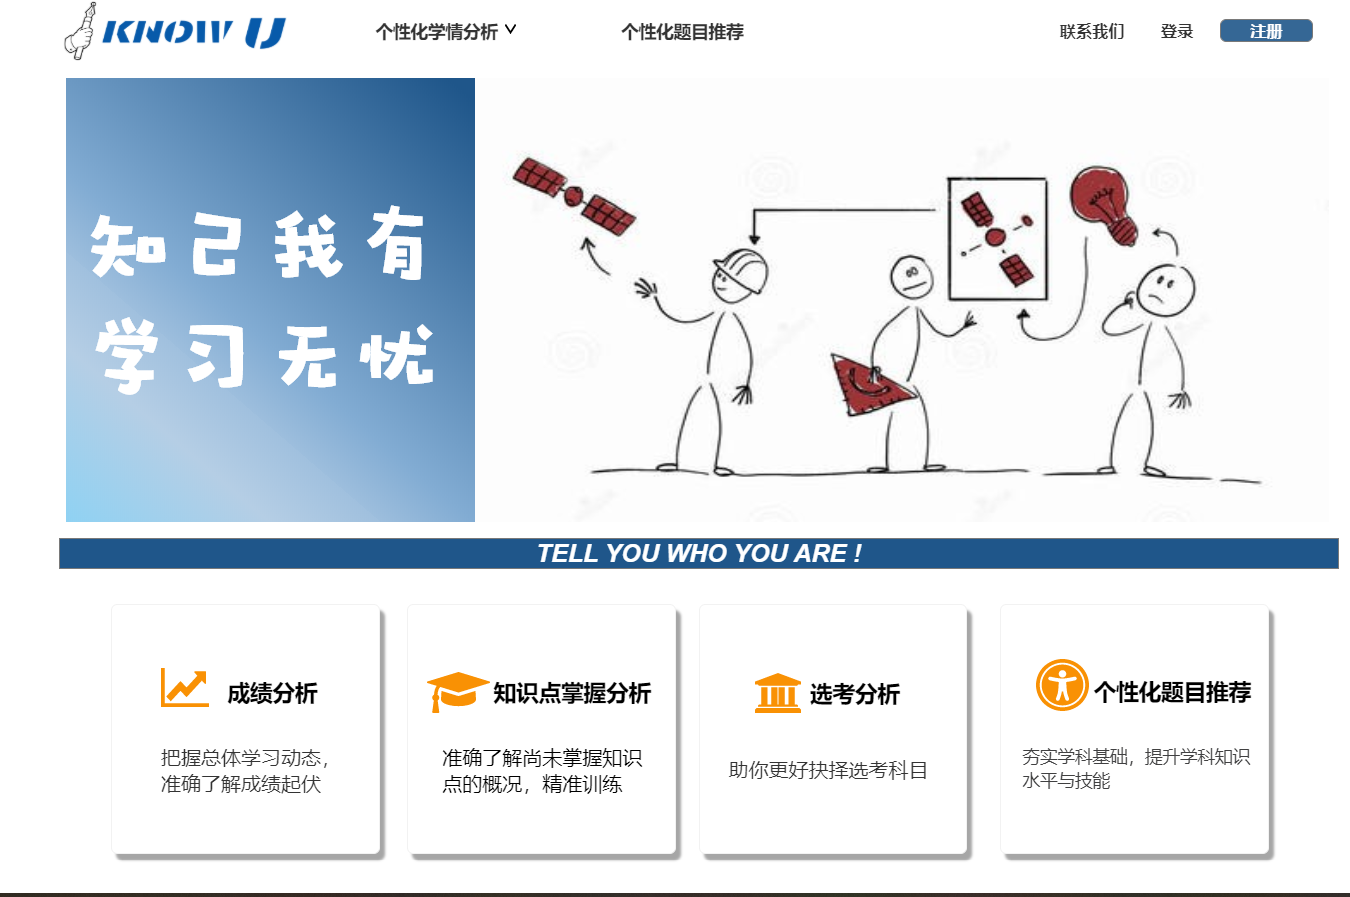 KNOW U
个性化学情分析
个性化题目推荐
联系我们
登录
注册
知己我有
学习无忧
TELL YOU WHO YOU ARE !
成绩分析
把握总体学习动态，
准确了解成绩起伏
知识点掌握分析
准确了解尚未掌握知识
点的概况，精准训练
选考分析
助你更好抉择选考科目
个性化题目推荐
夯实学科基础，提升学科知识
水平与技能